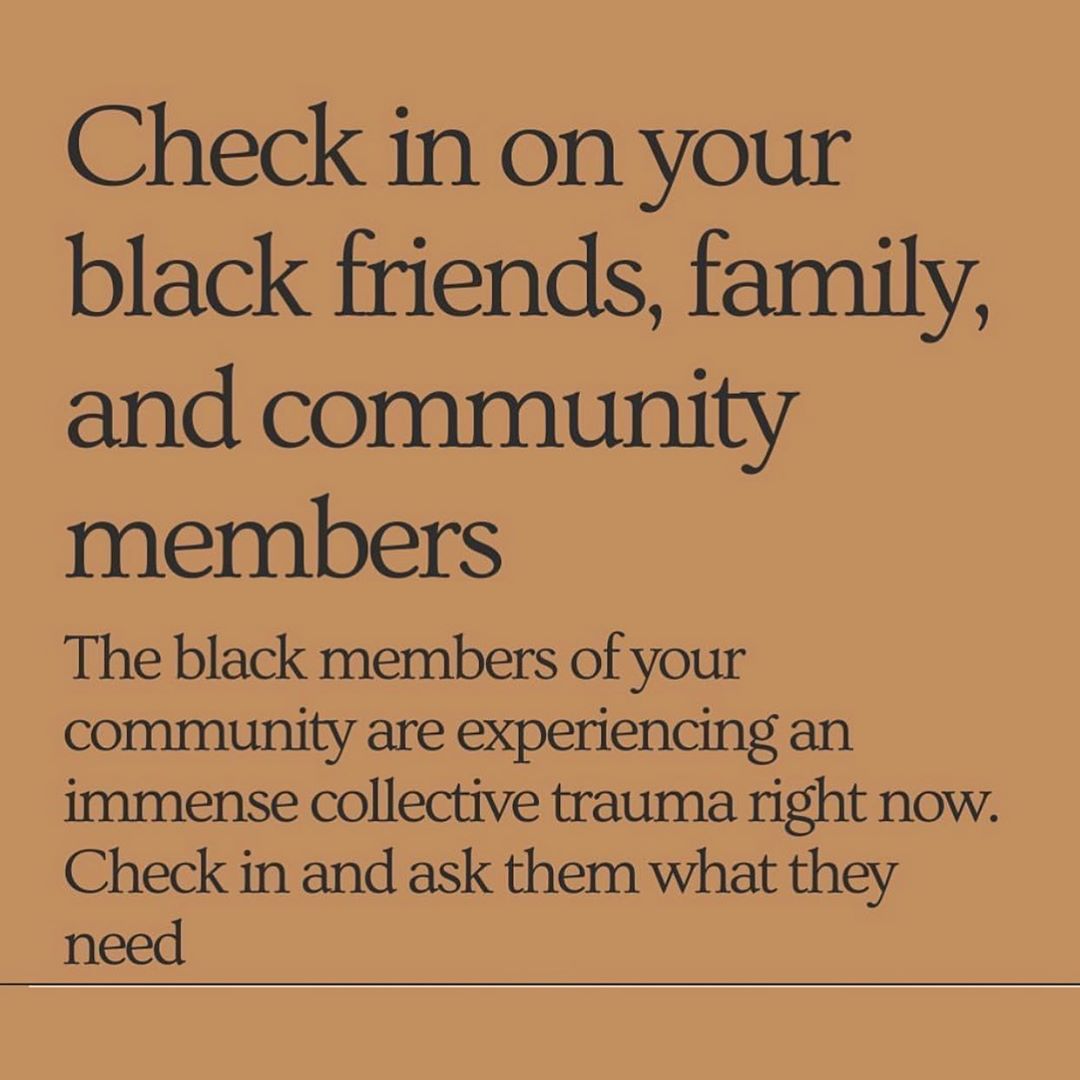 Check in on your
black friends, family,
and community
members
The black members of your
community are experiencing an
immense collective trauma right now.
Check in and ask them what they
need